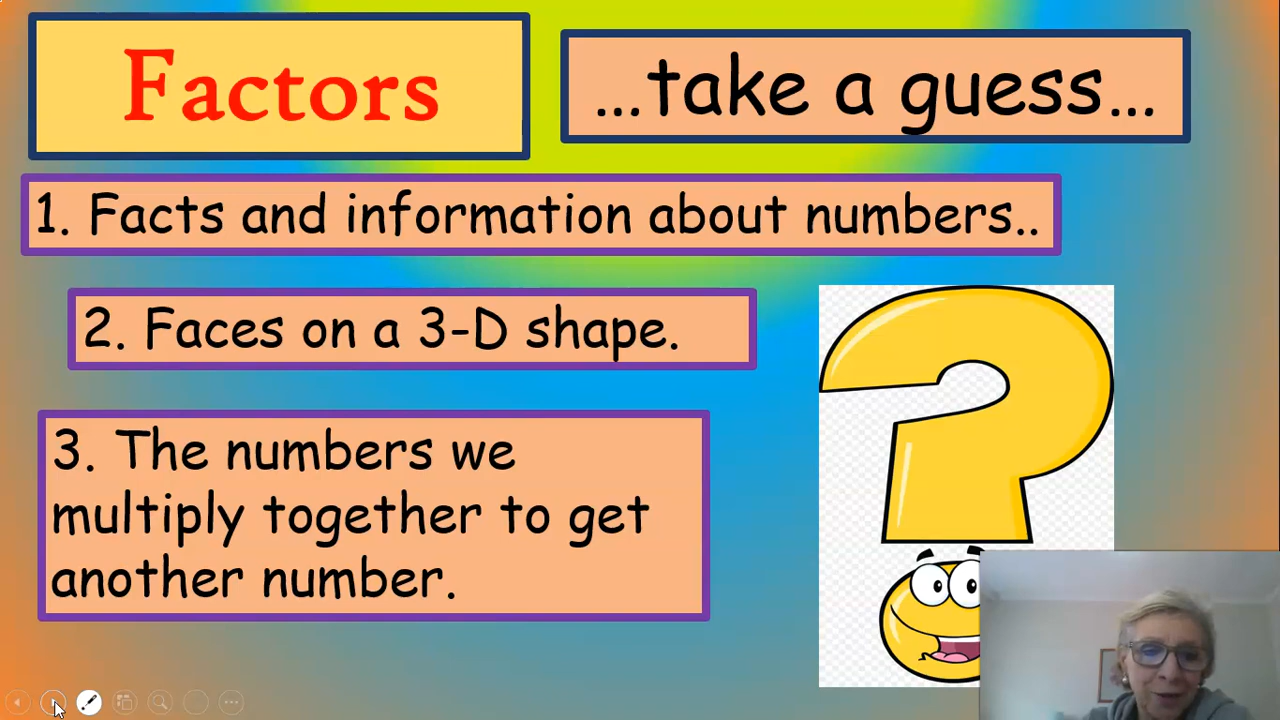 Factors
...take a guess...
1. Facts and information about numbers..
2. Faces on a 3-D shape.
3. The numbers we
multiply together to get
another number.